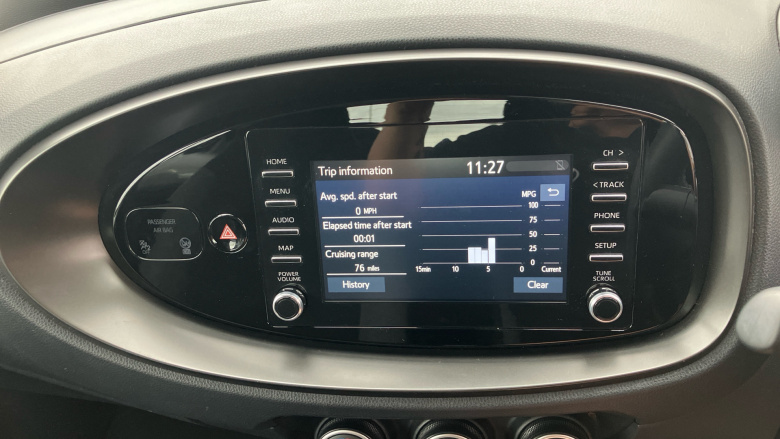 HOME
MENU
AUDIO
MAP
POWER
VOLUME
PASSENGER
AIR BAG
Trip information
11:27
Avg. spd. after start
0 MPH
Elapsed time after start
00:01
Cruising range
76 miles
History
MPG
100
75
50
25
0
15min 10 5 0 Current
Clear
CH >
< TRACK
PHONE
SETUP
TUNE
SCROLL